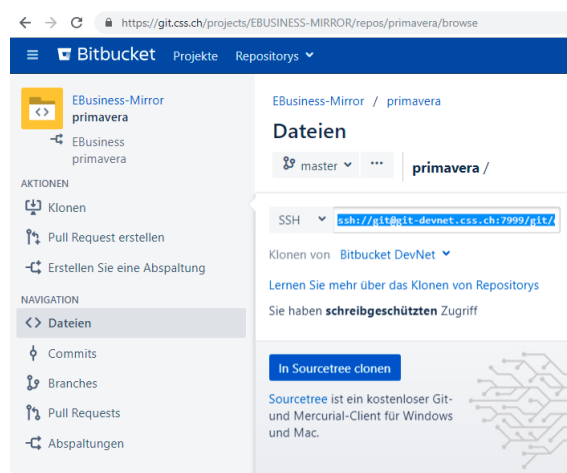 https://git.css.ch/projects/EBUSINESS-MIRROR/repos/primavera/browse
Bitbucket Projekte Repositorys
EBusiness-Mirror
primavera
EBusiness
primavera
AKTIONEN
Klonen
Pull Request erstellen
Erstellen Sie eine Abspaltung
NAVIGATION
Dateien
Commits
Branches
Pull Requests
Abspaltungen
EBusiness-Mirror / primavera
Dateien
master ... primavera /
SSH ssh://git@git-devnet.css.ch:7999/git/
Klonen von Bitbucket DevNet
Lernen Sie mehr über das Klonen von Repositorys
Sie haben schreibgeschützten Zugriff
In Sourcetree clonen
Sourcetree ist ein kostenloser Git-
und Mercurial-Client für Windows
und Mac.